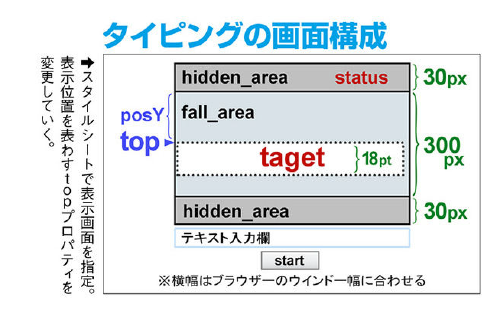 タイピングの画面構成
➡スタイルシートで表示画面を指定。
表示位置を表わすtopプロパティを
変更していく。
hidden_area status 30px
posY fall_area
top
taget 18pt
300
px
hidden_area 30px
テキスト入力欄
start
※横幅はブラウザーのウインドー幅に合わせる